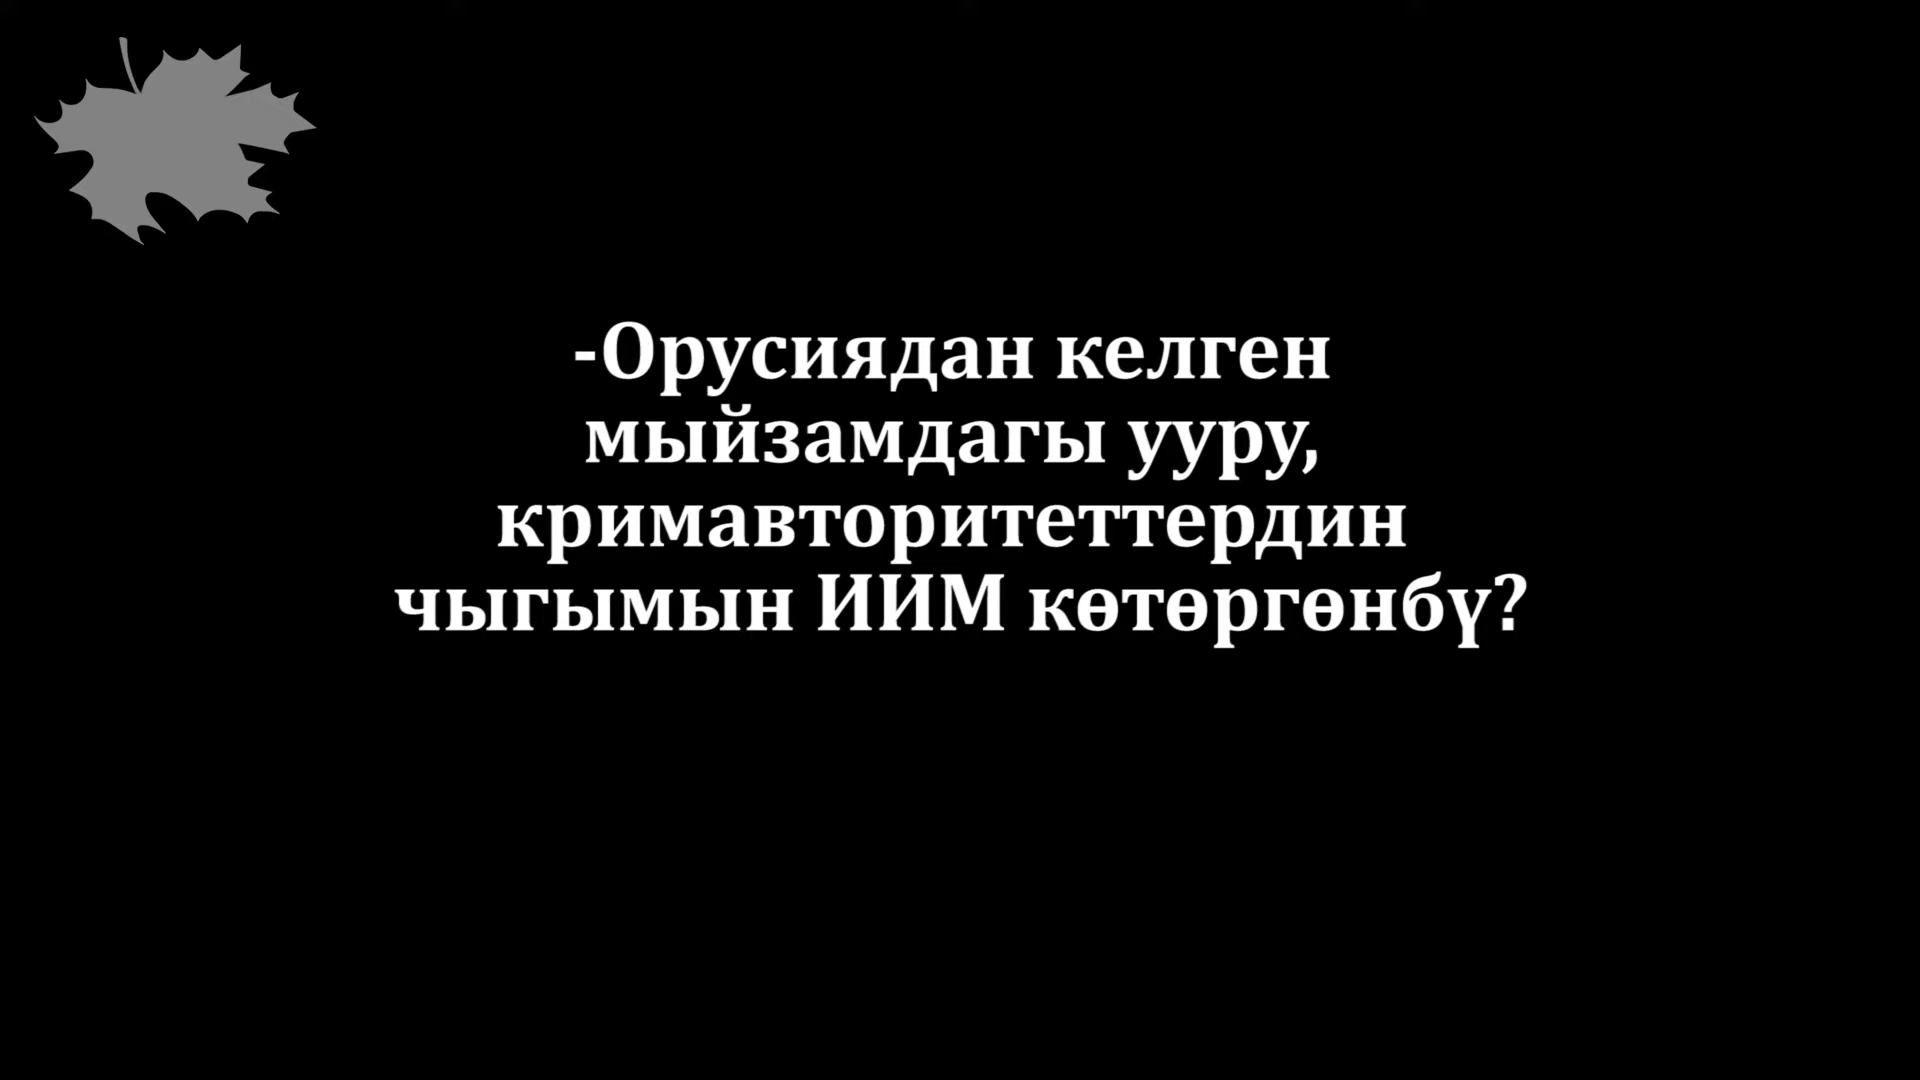 -Орусиядан келген
мыйзамдагы ууру,
кримавторитеттердин
чыгымын ИИМ көтөргөнбү?